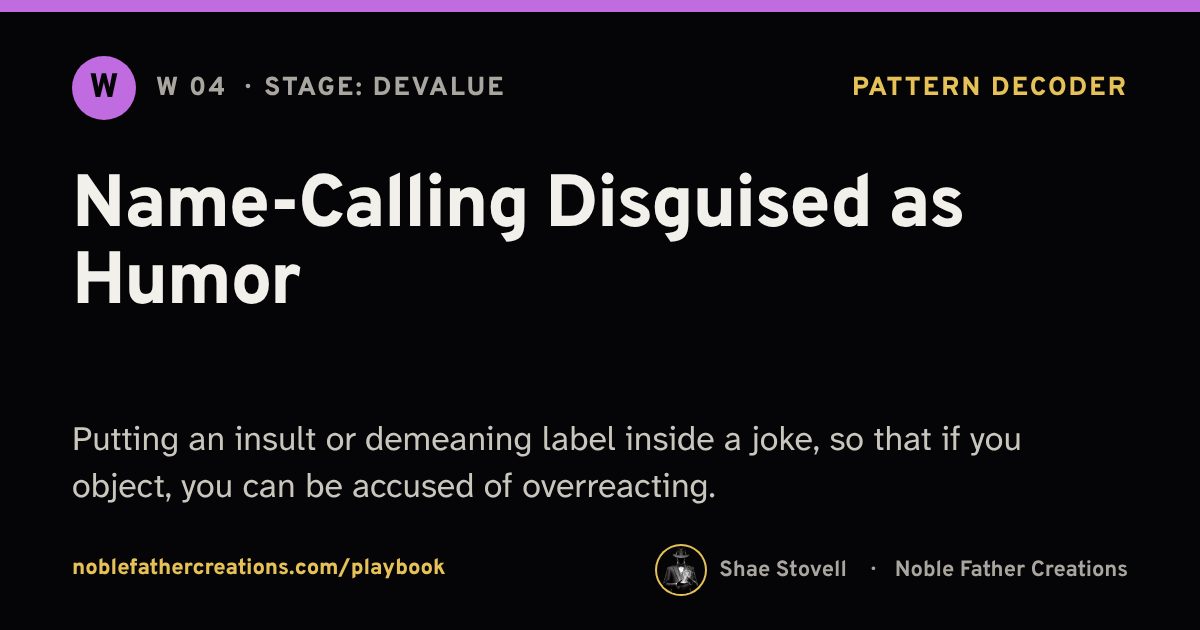 W
W 04 · STAGE: DEVALUE
PATTERN DECODER
Name-Calling Disguised as
Humor
Putting an insult or demeaning label inside a joke, so that if you
object, you can be accused of overreacting.
noblefathercreations.com/playbook
Shae Stovell · Noble Father Creations